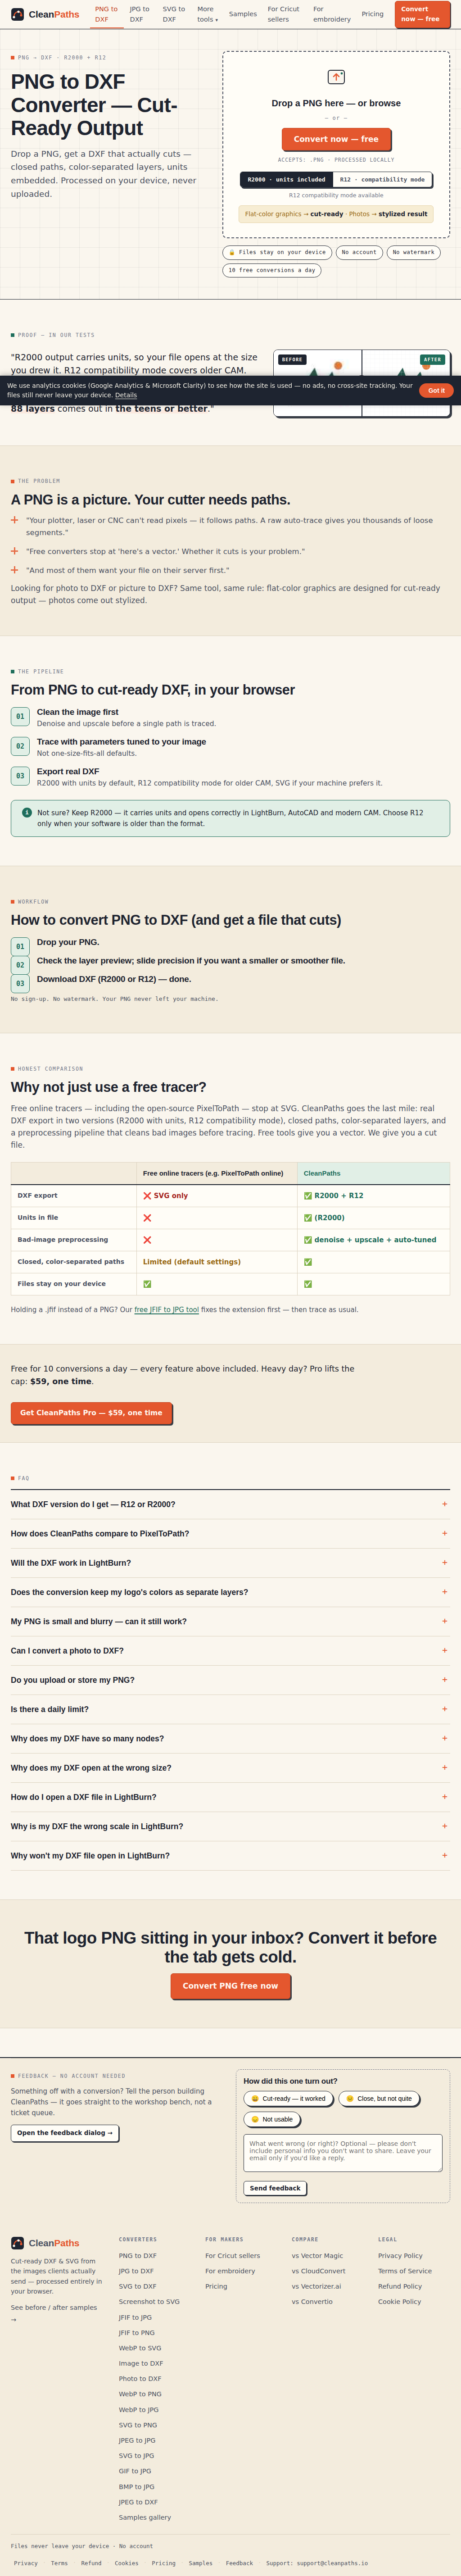 CleanPaths
PNG to DXF
JPG to DXF
SVG to DXF
More tools ▾
Samples
For Cricut sellers
For embroidery
Pricing
Convert now — free
PNG → DXF · R2000 + R12
PNG to DXF
Converter — Cut-
Ready Output
Drop a PNG, get a DXF that actually cuts —
closed paths, color-separated layers, units
embedded. Processed on your device, never
uploaded.
Drop a PNG here — or browse
— or —
Convert now — free
ACCEPTS: .PNG · PROCESSED LOCALLY
R2000 · units included
R12 · compatibility mode
R12 compatibility mode available
Flat-color graphics → cut-ready · Photos → stylized result
🔒 Files stay on your device
No account
No watermark
10 free conversions a day
PROOF — IN OUR TESTS
"R2000 output carries units, so your file opens at the size
you drew it. R12 compatibility mode covers older CAM.
88 layers comes out in the teens or better."
BEFORE
AFTER
We use analytics cookies (Google Analytics & Microsoft Clarity) to see how the site is used — no ads, no cross-site tracking. Your
files still never leave your device. Details
Got it
THE PROBLEM
A PNG is a picture. Your cutter needs paths.
"Your plotter, laser or CNC can't read pixels — it follows paths. A raw auto-trace gives you thousands of loose
segments."
"Free converters stop at 'here's a vector.' Whether it cuts is your problem."
"And most of them want your file on their server first."
Looking for photo to DXF or picture to DXF? Same tool, same rule: flat-color graphics are designed for cut-ready
output — photos come out stylized.
THE PIPELINE
From PNG to cut-ready DXF, in your browser
01
Clean the image first
Denoise and upscale before a single path is traced.
02
Trace with parameters tuned to your image
Not one-size-fits-all defaults.
03
Export real DXF
R2000 with units by default, R12 compatibility mode for older CAM, SVG if your machine prefers it.
Not sure? Keep R2000 — it carries units and opens correctly in LightBurn, AutoCAD and modern CAM. Choose R12
only when your software is older than the format.
WORKFLOW
How to convert PNG to DXF (and get a file that cuts)
01
Drop your PNG.
02
Check the layer preview; slide precision if you want a smaller or smoother file.
03
Download DXF (R2000 or R12) — done.
No sign-up. No watermark. Your PNG never left your machine.
HONEST COMPARISON
Why not just use a free tracer?
Free online tracers — including the open-source PixelToPath — stop at SVG. CleanPaths goes the last mile: real
DXF export in two versions (R2000 with units, R12 compatibility mode), closed paths, color-separated layers, and
a preprocessing pipeline that cleans bad images before tracing. Free tools give you a vector. We give you a cut
file.
Free online tracers (e.g. PixelToPath online)
CleanPaths
DXF export
❌ SVG only
✅ R2000 + R12
Units in file
❌
✅ (R2000)
Bad-image preprocessing
❌
✅ denoise + upscale + auto-tuned
Closed, color-separated paths
Limited (default settings)
✅
Files stay on your device
✅
✅
Holding a .jfif instead of a PNG? Our free JFIF to JPG tool fixes the extension first — then trace as usual.
Free for 10 conversions a day — every feature above included. Heavy day? Pro lifts the
cap: $59, one time.
Get CleanPaths Pro — $59, one time
FAQ
What DXF version do I get — R12 or R2000?
+
How does CleanPaths compare to PixelToPath?
+
Will the DXF work in LightBurn?
+
Does the conversion keep my logo's colors as separate layers?
+
My PNG is small and blurry — can it still work?
+
Can I convert a photo to DXF?
+
Do you upload or store my PNG?
+
Is there a daily limit?
+
Why does my DXF have so many nodes?
+
Why does my DXF open at the wrong size?
+
How do I open a DXF file in LightBurn?
+
Why is my DXF the wrong scale in LightBurn?
+
Why won't my DXF file open in LightBurn?
+
That logo PNG sitting in your inbox? Convert it before
the tab gets cold.
Convert PNG free now
FEEDBACK — NO ACCOUNT NEEDED
Something off with a conversion? Tell the person building
CleanPaths — it goes straight to the workshop bench, not a
ticket queue.
Open the feedback dialog →
How did this one turn out?
Cut-ready — it worked
Close, but not quite
Not usable
What went wrong (or right)? Optional — please don't
include personal info you don't want to share. Leave your
email only if you'd like a reply.
Send feedback
CleanPaths
Cut-ready DXF & SVG from
the images clients actually
send — processed entirely in
your browser.
See before / after samples
→
CONVERTERS
PNG to DXF
JPG to DXF
SVG to DXF
Screenshot to SVG
JFIF to JPG
JFIF to PNG
WebP to SVG
Image to DXF
Photo to DXF
WebP to PNG
WebP to JPG
SVG to PNG
JPEG to JPG
SVG to JPG
GIF to JPG
BMP to JPG
JPEG to DXF
Samples gallery
FOR MAKERS
For Cricut sellers
For embroidery
Pricing
COMPARE
vs Vector Magic
vs CloudConvert
vs Vectorizer.ai
vs Convertio
LEGAL
Privacy Policy
Terms of Service
Refund Policy
Cookie Policy
Files never leave your device · No account
Privacy
Terms
Refund
Cookies
Pricing
Samples
Feedback
Support: support@cleanpaths.io